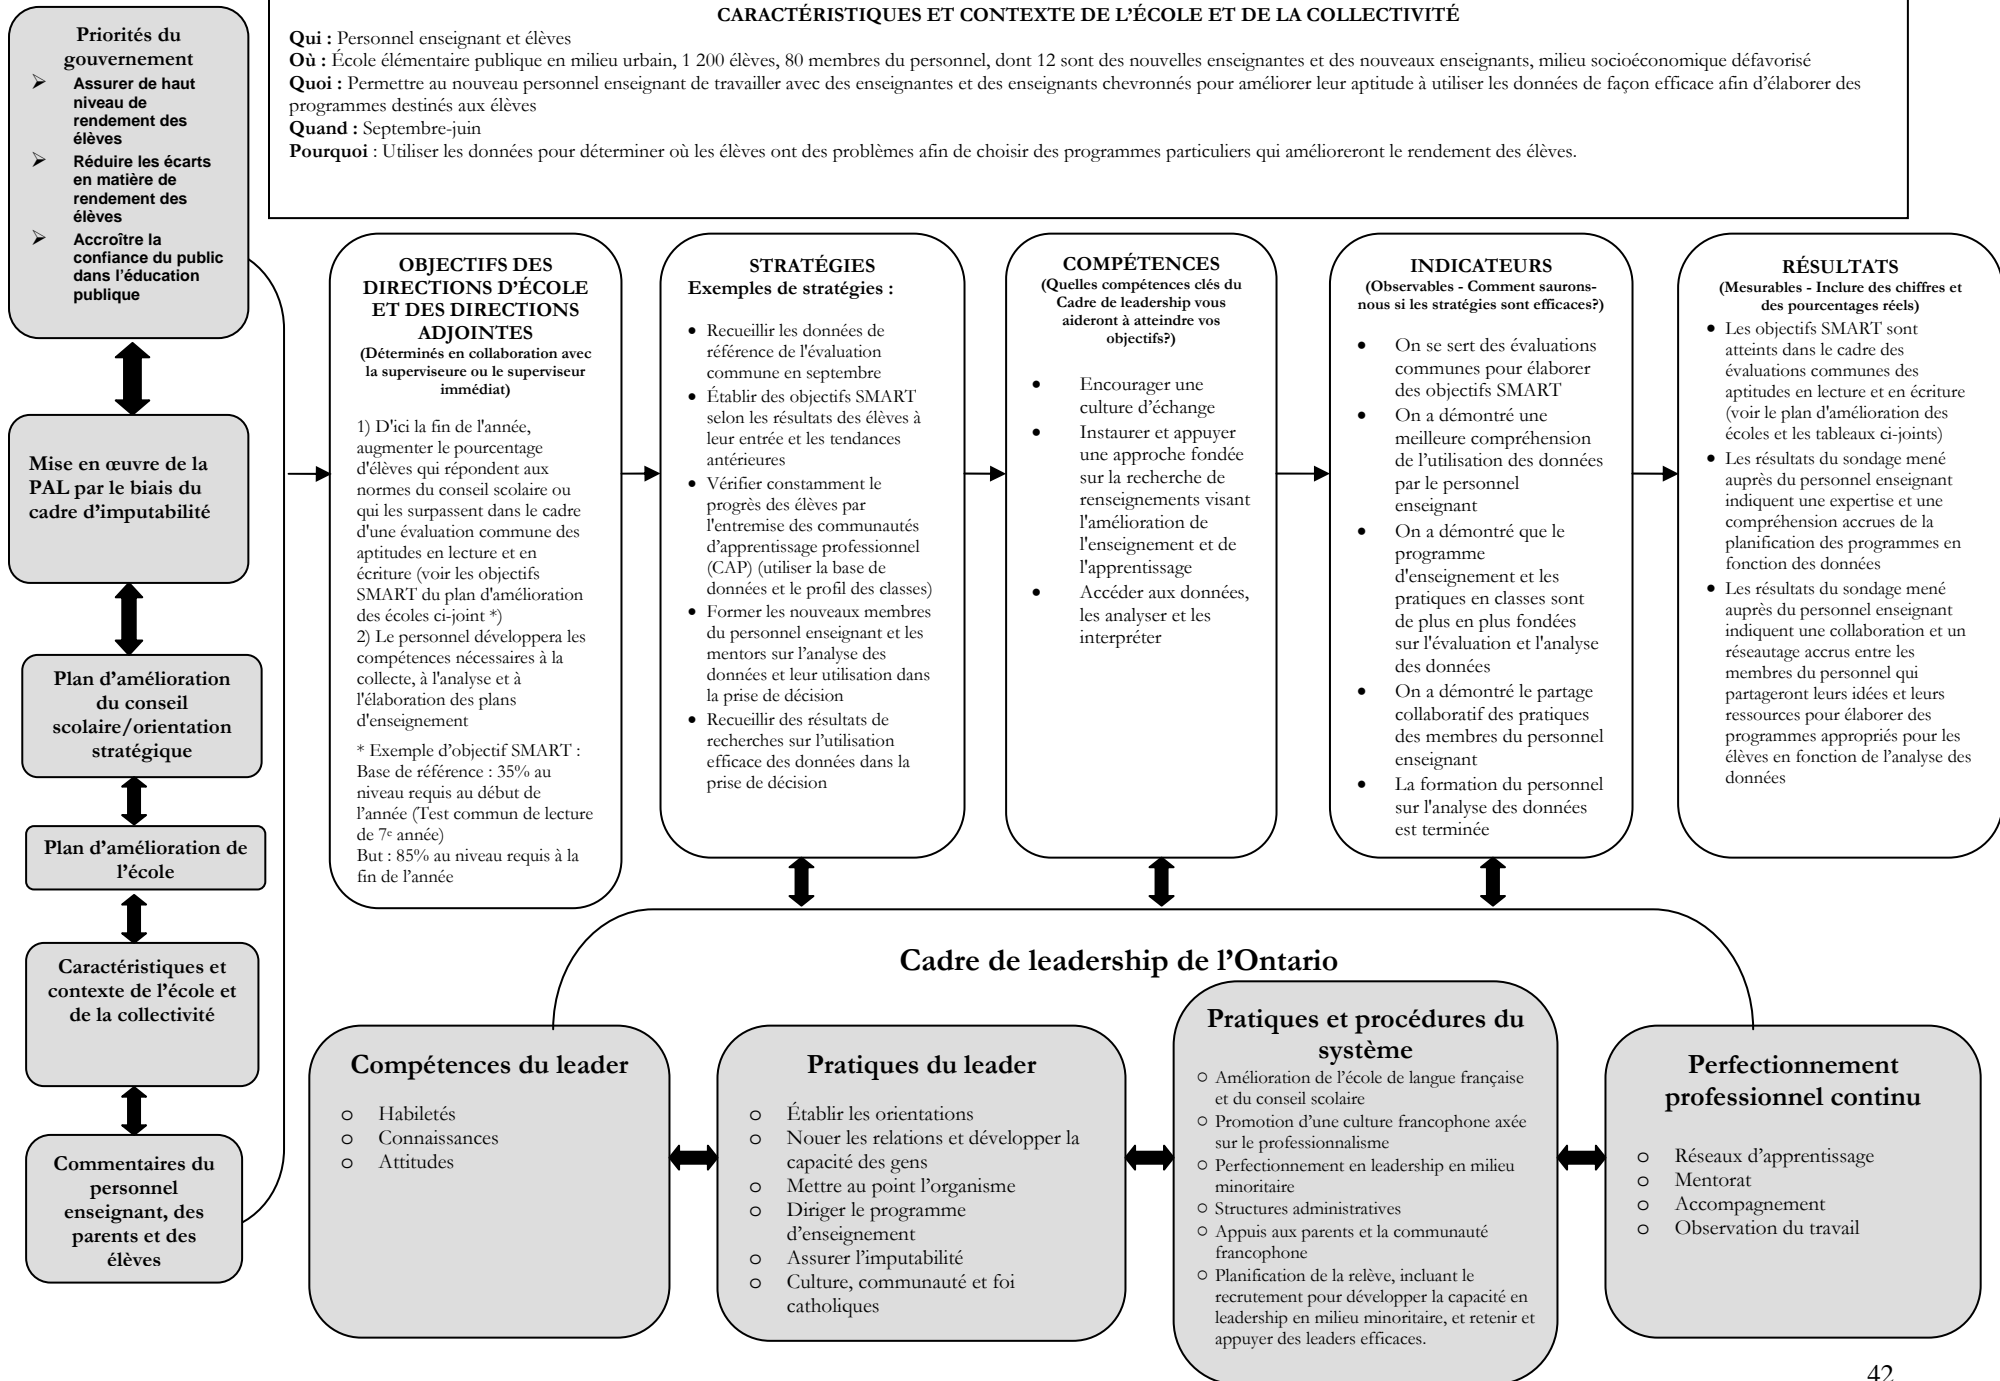 CARACTÉRISTIQUES ET CONTEXTE DE L’ÉCOLE ET DE LA COLLECTIVITÉ
Qui : Personnel enseignant et élèves
Où : École élémentaire publique en milieu urbain, 1 200 élèves, 80 membres du personnel, dont 12 sont des nouvelles enseignantes et des nouveaux enseignants, milieu socioéconomique défavorisé
Quoi : Permettre au nouveau personnel enseignant de travailler avec des enseignantes et des enseignants chevronnés pour améliorer leur aptitude à utiliser les données de façon efficace afin d’élaborer des
programmes destinés aux élèves
Quand : Septembre-juin
Pourquoi : Utiliser les données pour déterminer où les élèves ont des problèmes afin de choisir des programmes particuliers qui amélioreront le rendement des élèves.
Priorités du
gouvernement
➢ Assurer de haut
niveau de
rendement des
élèves
➢ Réduire les écarts
en matière de
rendement des
élèves
➢ Accroître la
confiance du public
dans l’éducation
publique
Mise en œuvre de la
PAL par le biais du
cadre d’imputabilité
Plan d’amélioration
du conseil
scolaire/orientation
stratégique
Plan d’amélioration de
l’école
Caractéristiques et
contexte de l’école et
de la collectivité
Commentaires du
personnel
enseignant, des
parents et des
élèves
OBJECTIFS DES
DIRECTIONS D’ÉCOLE
ET DES DIRECTIONS
ADJOINTES
(Déterminés en collaboration avec
la superviseure ou le superviseur
immédiat)
1) D'ici la fin de l'année,
augmenter le pourcentage
d'élèves qui répondent aux
normes du conseil scolaire ou
qui les surpassent dans le cadre
d'une évaluation commune des
aptitudes en lecture et en
écriture (voir les objectifs
SMART du plan d'amélioration
des écoles ci-joint *)
2) Le personnel développera les
compétences nécessaires à la
collecte, à l'analyse et à
l'élaboration des plans
d'enseignement
* Exemple d’objectif SMART :
Base de référence : 35% au
niveau requis au début de
l’année (Test commun de lecture
de 7e année)
But : 85% au niveau requis à la
fin de l’année
STRATÉGIES
Exemples de stratégies :
• Recueillir les données de
référence de l'évaluation
commune en septembre
• Établir des objectifs SMART
selon les résultats des élèves à
leur entrée et les tendances
antérieures
• Vérifier constamment le
progrès des élèves par
l'entremise des communautés
d’apprentissage professionnel
(CAP) (utiliser la base de
données et le profil des classes)
• Former les nouveaux membres
du personnel enseignant et les
mentors sur l’analyse des
données et leur utilisation dans
la prise de décision
• Recueillir des résultats de
recherches sur l’utilisation
efficace des données dans la
prise de décision
COMPÉTENCES
(Quelles compétences clés du
Cadre de leadership vous
aideront à atteindre vos
objectifs?)
• Encourager une
culture d’échange
• Instaurer et appuyer
une approche fondée
sur la recherche de
renseignements visant
l'amélioration de
l'enseignement et de
l'apprentissage
• Accéder aux données,
les analyser et les
interpréter
INDICATEURS
(Observables - Comment saurons-
nous si les stratégies sont efficaces?)
• On se sert des évaluations
communes pour élaborer
des objectifs SMART
• On a démontré une
meilleure compréhension
de l’utilisation des données
par le personnel
enseignant
• On a démontré que le
programme
d'enseignement et les
pratiques en classes sont
de plus en plus fondées
sur l'évaluation et l'analyse
des données
• On a démontré le partage
collaboratif des pratiques
des membres du personnel
enseignant
• La formation du personnel
sur l'analyse des données
est terminée
RÉSULTATS
(Mesurables - Inclure des chiffres et
des pourcentages réels)
• Les objectifs SMART sont
atteints dans le cadre des
évaluations communes des
aptitudes en lecture et en écriture
(voir le plan d'amélioration des
écoles et les tableaux ci-joints)
• Les résultats du sondage mené
auprès du personnel enseignant
indiquent une expertise et une
compréhension accrues de la
planification des programmes en
fonction des données
• Les résultats du sondage mené
auprès du personnel enseignant
indiquent une collaboration et un
réseautage accrus entre les
membres du personnel qui
partageront leurs idées et leurs
ressources pour élaborer des
programmes appropriés pour les
élèves en fonction de l’analyse des
données
Cadre de leadership de l’Ontario
Compétences du leader
o Habiletés
o Connaissances
o Attitudes
Pratiques du leader
o Établir les orientations
o Nouer les relations et développer la
capacité des gens
o Mettre au point l’organisme
o Diriger le programme
d’enseignement
o Assurer l’imputabilité
o Culture, communauté et foi
catholiques
Pratiques et procédures du
système
o Amélioration de l’école de langue française
et du conseil scolaire
o Promotion d’une culture francophone axée
sur le professionnalisme
o Perfectionnement en leadership en milieu
minoritaire
o Structures administratives
o Appuis aux parents et la communauté
francophone
o Planification de la relève, incluant le
recrutement pour développer la capacité en
leadership en milieu minoritaire, et retenir et
appuyer des leaders efficaces.
Perfectionnement
professionnel continu
o Réseaux d’apprentissage
o Mentorat
o Accompagnement
o Observation du travail
42